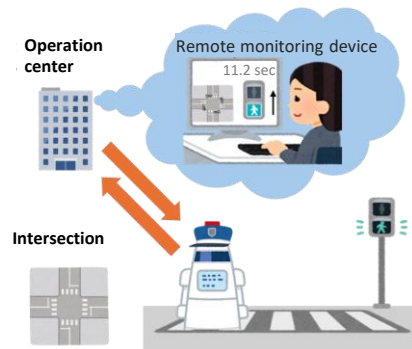 Operation
center
Remote monitoring device
11.2 sec
Intersection